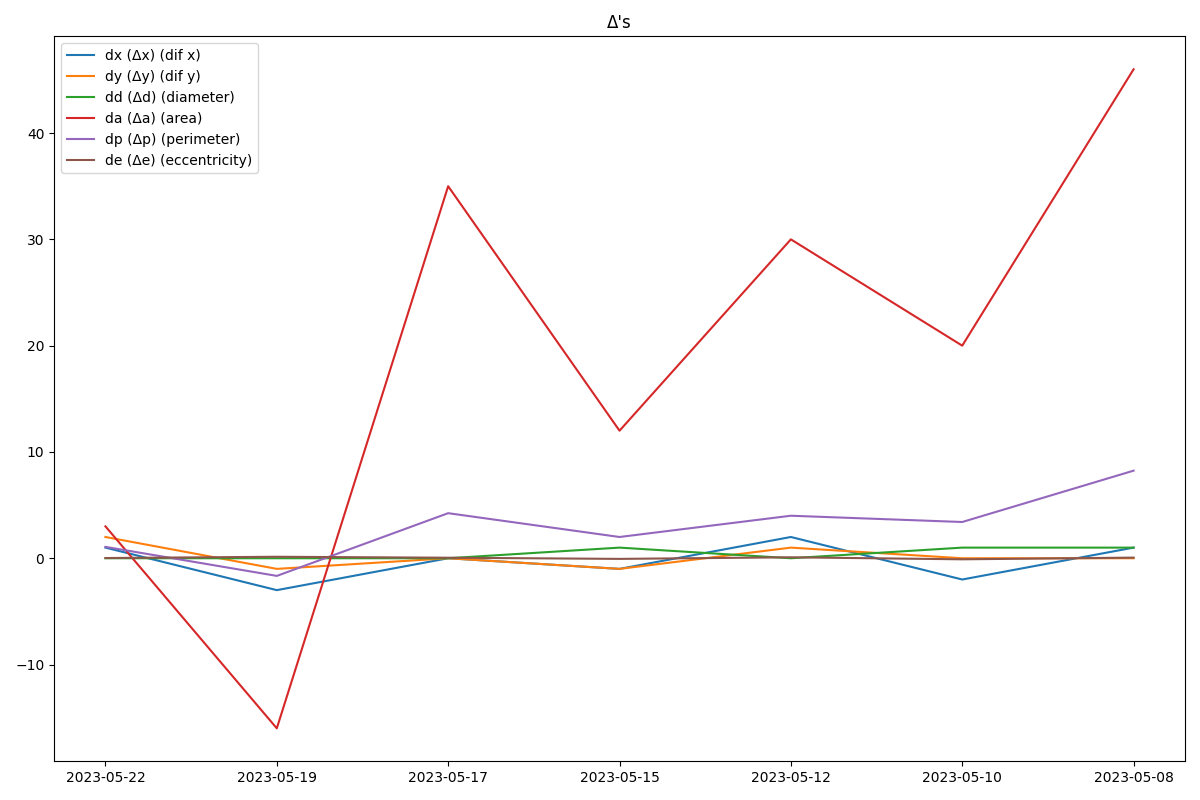 Δ's
dx (Δx) (dif x)
dy (Δy) (dif y)
dd (Δd) (diameter)
da (Δa) (area)
dp (Δp) (perimeter)
de (Δe) (eccentricity)
40
30
20
10
0
−10
2023-05-22 2023-05-19 2023-05-17 2023-05-15 2023-05-12 2023-05-10 2023-05-08